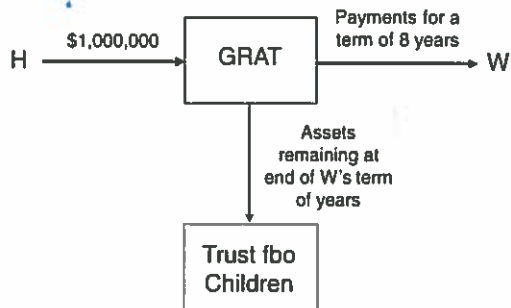 H
$1,000,000
GRAT
Payments for a
term of 8 years
W
Assets
remaining at
end of W's term
of years
Trust fbo
Children